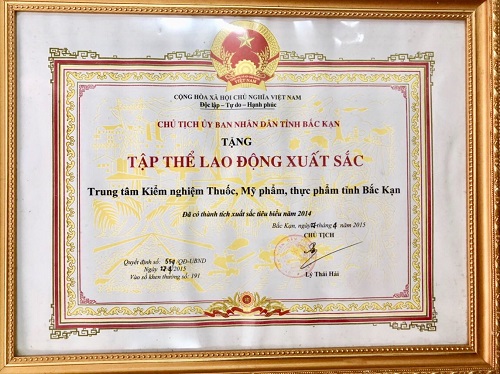 VIỆT NAM
CỘNG HÒA XÃ HỘI CHỦ NGHĨA VIỆT NAM
Độc lập – Tự do – Hạnh phúc
CHỦ TỊCH ỦY BAN NHÂN DÂN TỈNH BẮC KẠN
TẶNG
TẬP THỂ LAO ĐỘNG XUẤT SẮC
Trung tâm Kiểm nghiệm Thuốc, Mỹ phẩm, thực phẩm tỉnh Bắc Kạn
Đã có thành tích xuất sắc tiêu biểu năm 2014
Bắc Kạn, ngày tháng 4 năm 2015
CHỦ TỊCH
Lý Thái Hải
Quyết định số: /QĐ-UBND
Ngày /2015
Vào sổ khen thưởng số: 191